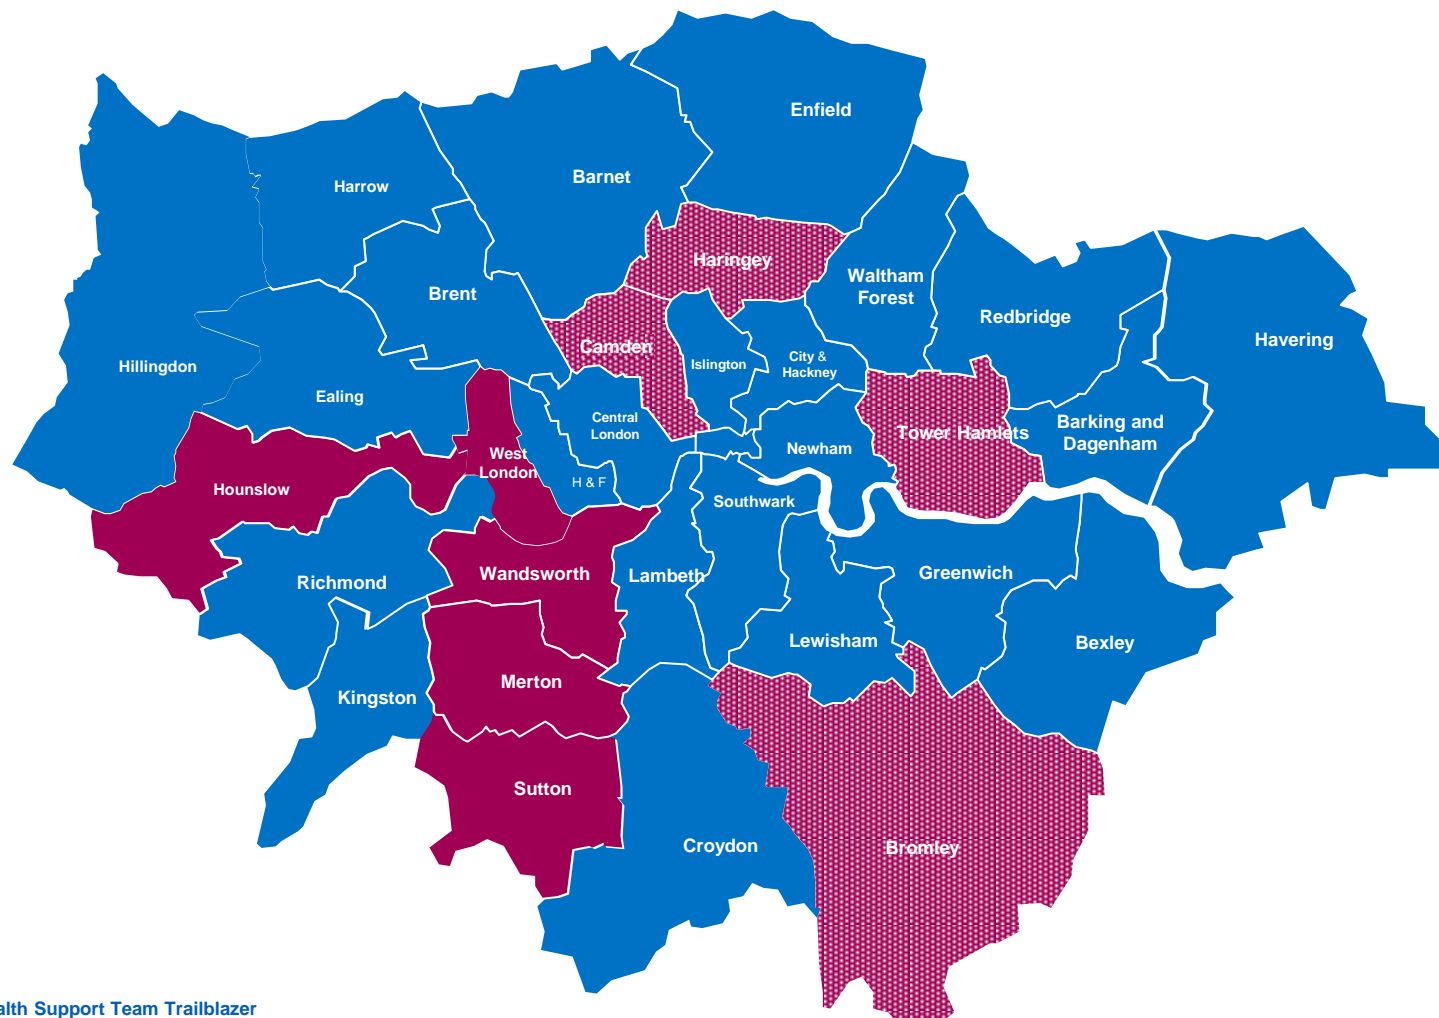 Enfield
Barnet
Harrow
Haringey
Waltham
Forest
Brent
Redbridge
Havering
Camden
Islington
City &
Hackney
Hillingdon
Ealing
Central
London
Barking and
Dagenham
Tower Hamlets
Newham
West
London
H & F
Hounslow
Southwark
Wandsworth
Lambeth
Greenwich
Richmond
Lewisham
Bexley
Merton
Kingston
Sutton
Croydon
Bromley
alth Support Team Trailblazer